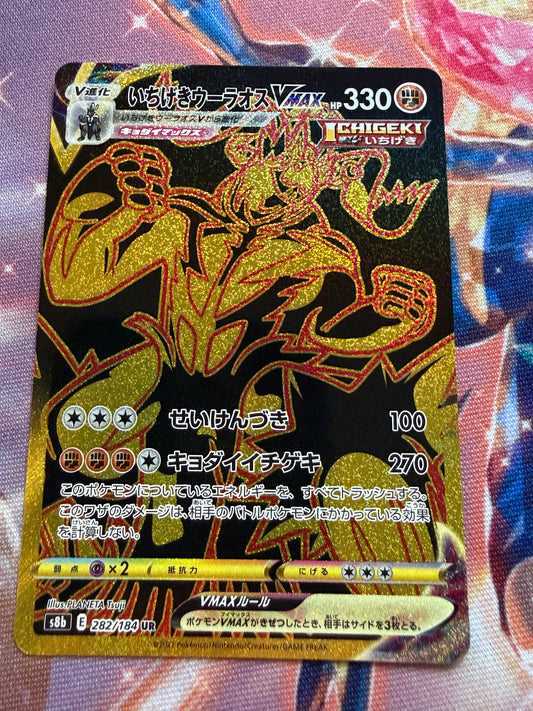 V進化
いちげきウーラオスVMAX HP 330
いちげきウーラオスVから進化
キョダイマックス
ICHIGEKI
いちげき
せいけんづき 100
キョダイイチゲキ 270
このポケモンについているエネルギーを、すべてトラッシュする。
このワザのダメージは、相手のバトルポケモンにかかっている効果
を計算しない。
弱点 ×2 抵抗力 にげる
Illus. PLANETA Tsuji
VMAXルール
ポケモンVMAXがきぜつしたとき、相手はサイドを3枚とる。
s8b E 282/184 UR
©2021 Pokémon/Nintendo/Creatures/GAME FREAK